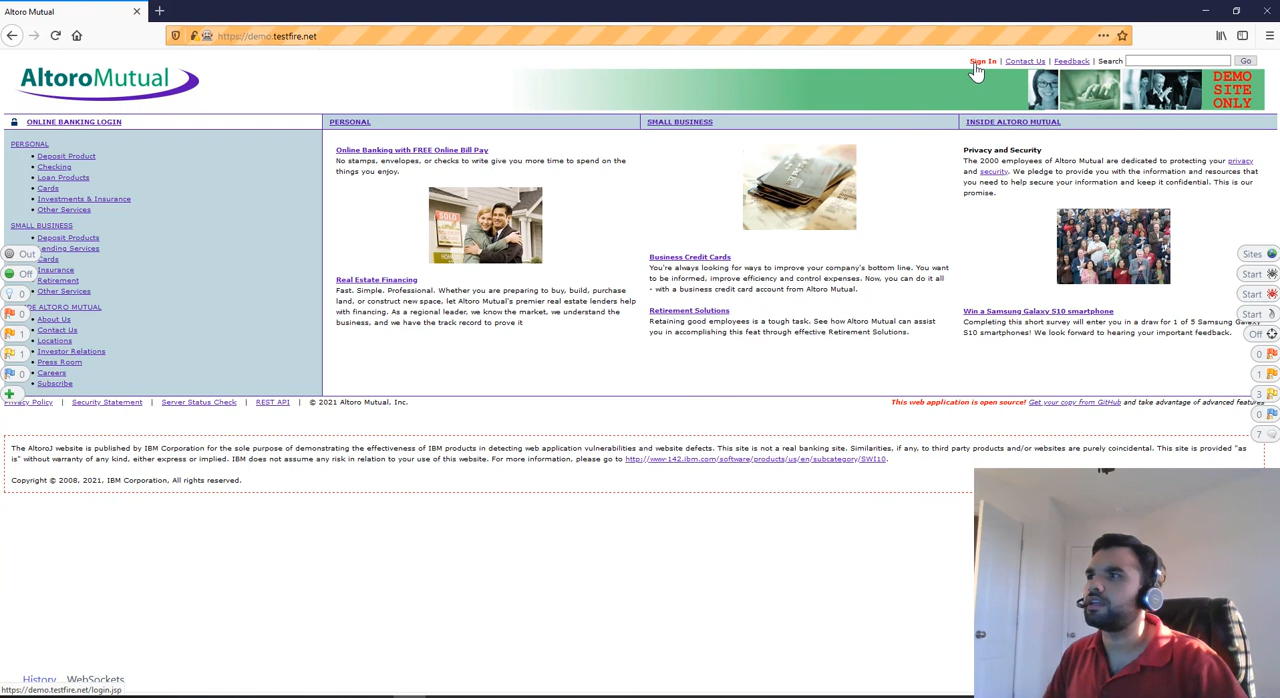 Altoro Mutual
https://demo.testfire.net
Sign In | Contact Us | Feedback | Search
Go
AltoroMutual
DEMO
SITE
ONLY
ONLINE BANKING LOGIN
PERSONAL
SMALL BUSINESS
INSIDE ALTORO MUTUAL
PERSONAL
Deposit Product
Checking
Loan Products
Cards
Investments & Insurance
Other Services
SMALL BUSINESS
Deposit Products
ending Services
Cards
Insurance
Retirement
Other Services
DE ALTORO MUTUAL
About Us
Contact Us
Locations
Investor Relations
Press Room
Careers
Subscribe
Online Banking with FREE Online Bill Pay
No stamps, envelopes, or checks to write give you more time to spend on the
things you enjoy.
SOLD
Real Estate Financing
Fast. Simple. Professional. Whether you are preparing to buy, build, purchase
land, or construct new space, let Altoro Mutual's premier real estate lenders help
with financing. As a regional leader, we know the market, we understand the
business, and we have the track record to prove it
Business Credit Cards
You're always looking for ways to improve your company's bottom line. You want
to be informed, improve efficiency and control expenses. Now, you can do it all
- with a business credit card account from Altoro Mutual.
Retirement Solutions
Retaining good employees is a tough task. See how Altoro Mutual can assist
you in accomplishing this feat through effective Retirement Solutions.
Privacy and Security
The 2000 employees of Altoro Mutual are dedicated to protecting your privacy
and security. We pledge to provide you with the information and resources that
you need to help secure your information and keep it confidential. This is our
promise.
Win a Samsung Galaxy S10 smartphone
Completing this short survey will enter you in a draw for 1 of 5 Samsung Galaxy
S10 smartphones! We look forward to hearing your important feedback.
Out
Off
0
0
1
1
0
Sites
Start
Start
Start
Off
0
1
3
0
7
Privacy Policy | Security Statement | Server Status Check | REST API | © 2021 Altoro Mutual, Inc.
This web application is open source! Get your copy from GitHub and take advantage of advanced features
The AltoroJ website is published by IBM Corporation for the sole purpose of demonstrating the effectiveness of IBM products in detecting web application vulnerabilities and website defects. This site is not a real banking site. Similarities, if any, to third party products and/or websites are purely coincidental. This site is provided "as
is" without warranty of any kind, either express or implied. IBM does not assume any risk in relation to your use of this website. For more information, please go to http://www-142.ibm.com/software/products/us/en/subcategory/SWI10.
Copyright © 2008, 2021, IBM Corporation, All rights reserved.
History WebSockets
https://demo.testfire.net/login.jsp